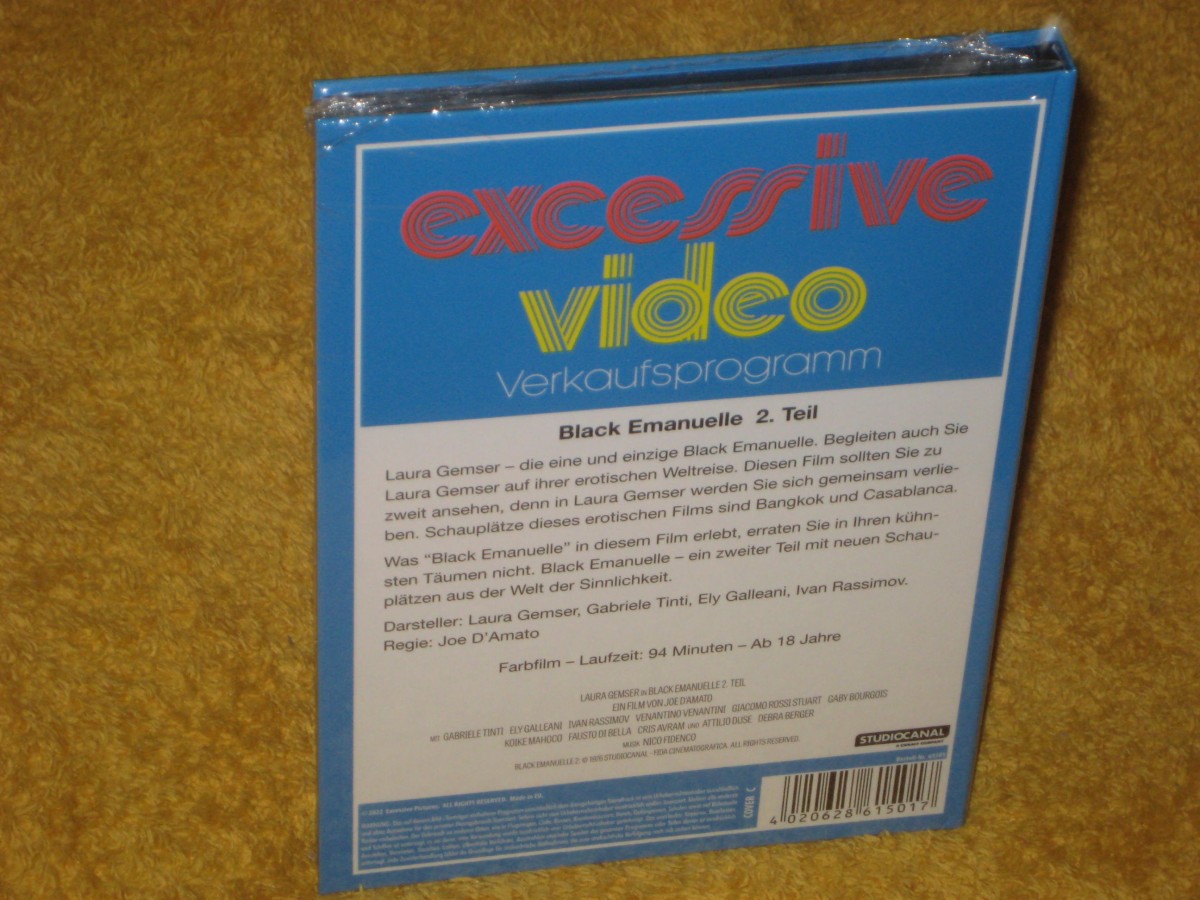 excessive
video
Verkaufsprogramm
Black Emanuelle 2. Teil
Laura Gemser – die eine und einzige Black Emanuelle. Begleiten auch Sie
Laura Gemser auf ihrer erotischen Weltreise. Diesen Film sollten Sie zu
zweit ansehen, denn in Laura Gemser werden Sie sich gemeinsam verlie-
ben. Schauplätze dieses erotischen Films sind Bangkok und Casablanca.
Was “Black Emanuelle” in diesem Film erlebt, erraten Sie in Ihren kühn-
sten Täumen nicht. Black Emanuelle – ein zweiter Teil mit neuen Schau-
plätzen aus der Welt der Sinnlichkeit.
Darsteller: Laura Gemser, Gabriele Tinti, Ely Galleani, Ivan Rassimov.
Regie: Joe D’Amato
Farbfilm – Laufzeit: 94 Minuten – Ab 18 Jahre
LAURA GEMSER in BLACK EMANUELLE 2. TEIL
EIN FILM VON JOE D'AMATO
MIT GABRIELE TINTI ELY GALLEANI IVAN RASSIMOV VENANTINO VENANTINI GIACOMO ROSSI STUART GABY BOURGOIS
KOIKE MAHOCO FAUSTO DI BELLA CRIS AVRAM UND ATTILIO DUSE DEBRA BERGER
MUSIK NICO FIDENCO
BLACK EMANUELLE 2: © 1976 STUDIOCANAL - FIDA CINEMATOGRAFICA. ALL RIGHTS RESERVED.
STUDIOCANAL
ALL RIGHTS RESERVED. Made in EU.
COVER C
4 020628 615017